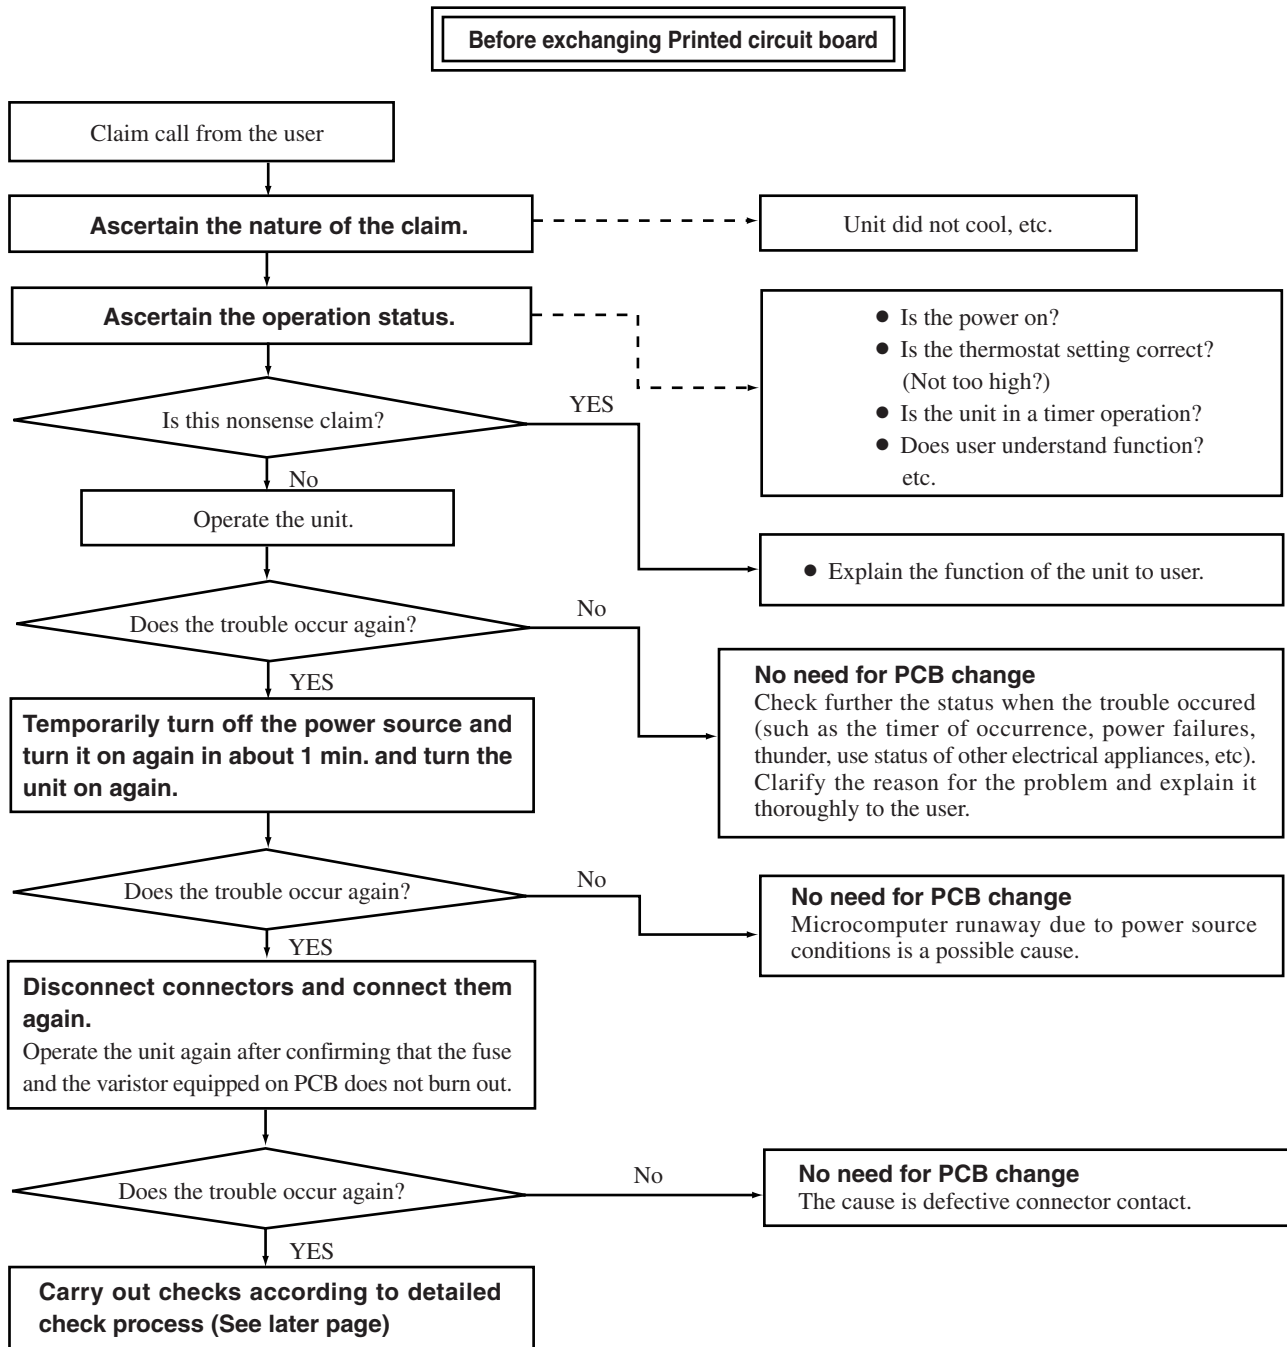 Before exchanging Printed circuit board
Claim call from the user
Ascertain the nature of the claim.
Unit did not cool, etc.
Ascertain the operation status.
● Is the power on?
● Is the thermostat setting correct?
(Not too high?)
● Is the unit in a timer operation?
● Does user understand function?
etc.
Is this nonsense claim?
YES
No
Operate the unit.
● Explain the function of the unit to user.
Does the trouble occur again?
No
YES
No need for PCB change
Check further the status when the trouble occured
(such as the timer of occurrence, power failures,
thunder, use status of other electrical appliances, etc).
Clarify the reason for the problem and explain it
thoroughly to the user.
Temporarily turn off the power source and
turn it on again in about 1 min. and turn the
unit on again.
Does the trouble occur again?
No
YES
No need for PCB change
Microcomputer runaway due to power source
conditions is a possible cause.
Disconnect connectors and connect them
again.
Operate the unit again after confirming that the fuse
and the varistor equipped on PCB does not burn out.
Does the trouble occur again?
No
YES
No need for PCB change
The cause is defective connector contact.
Carry out checks according to detailed
check process (See later page)